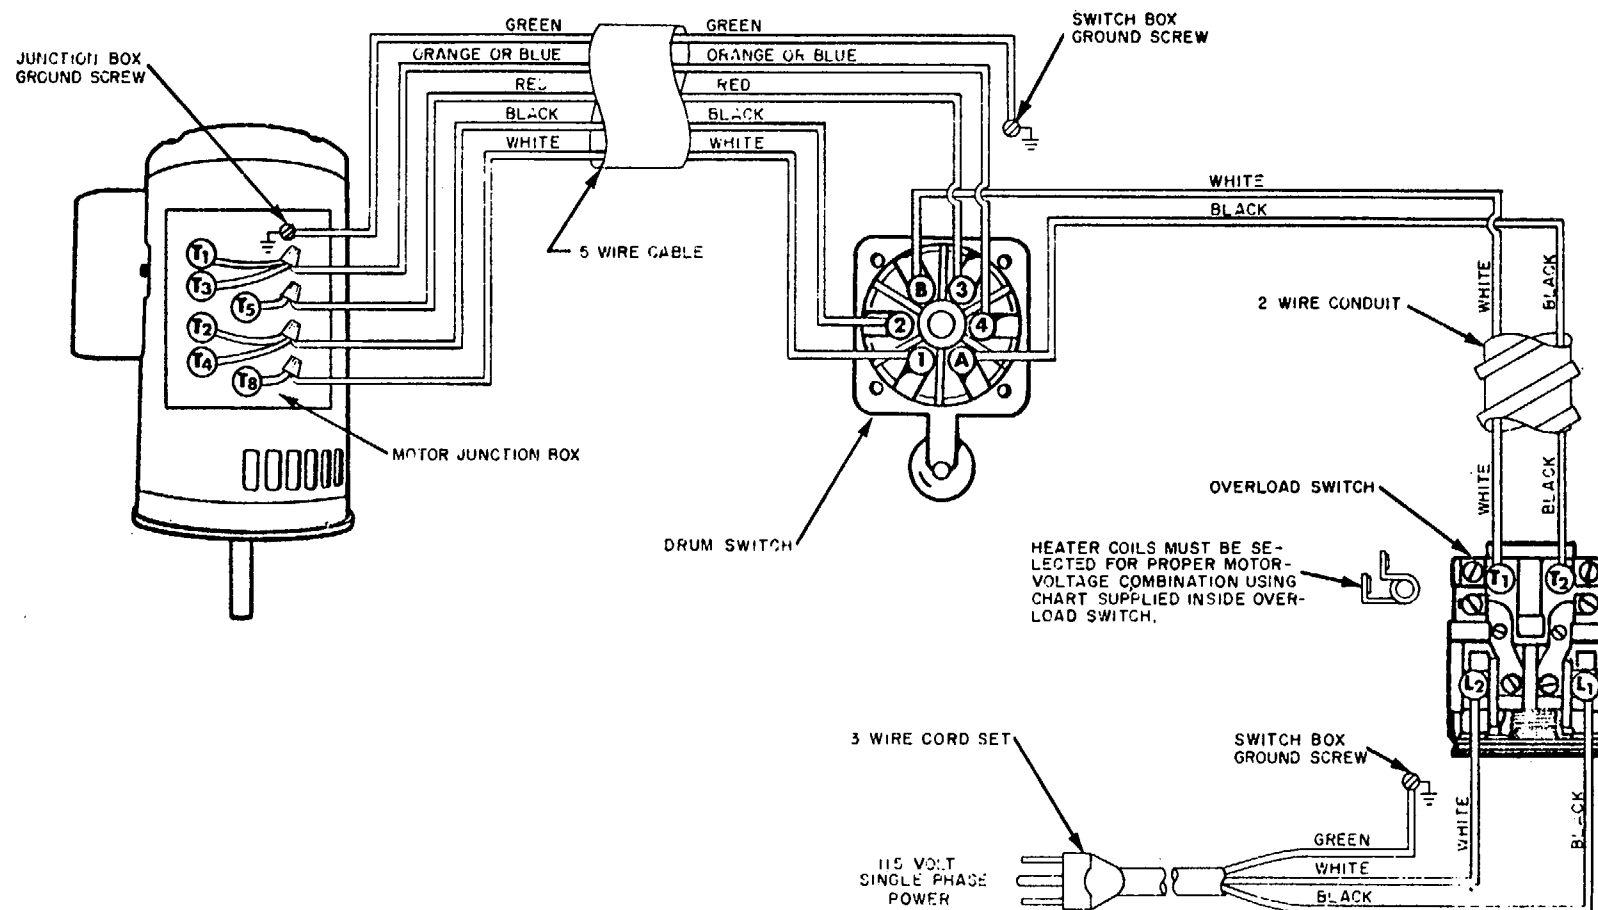 GREEN
GREEN
SWITCH BOX
GROUND SCREW
JUNCTION BOX
GROUND SCREW
ORANGE OR BLUE
ORANGE OR BLUE
RED
RED
BLACK
BLACK
WHITE
WHITE
WHITE
BLACK
5 WIRE CABLE
T1
T3
T5
T2
T4
T8
B
3
2
4
1
A
WHITE
BLACK
2 WIRE CONDUIT
MOTOR JUNCTION BOX
WHITE
BLACK
OVERLOAD SWITCH
DRUM SWITCH
HEATER COILS MUST BE SE-
LECTED FOR PROPER MOTOR-
VOLTAGE COMBINATION USING
CHART SUPPLIED INSIDE OVER-
LOAD SWITCH.
T1
T2
L2
L1
3 WIRE CORD SET
SWITCH BOX
GROUND SCREW
WHITE
BLACK
GREEN
WHITE
BLACK
115 VOLT
SINGLE PHASE
POWER